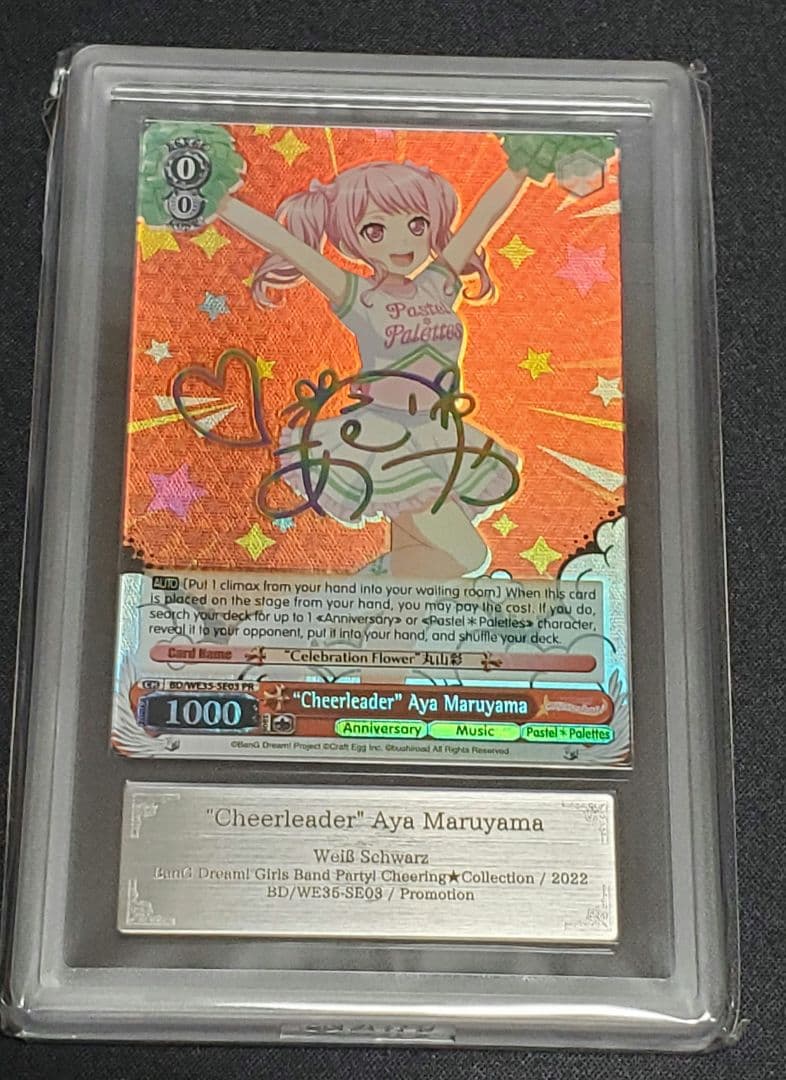 0
0
Pastel
Palettes
あや
AUTO [Put 1 climax from your hand into your waiting room] When this card
is placed on the stage from your hand, you may pay the cost. If you do,
search your deck for up to 1 «Anniversary» or «Pastel＊Palettes» character,
reveal it to your opponent, put it into your hand, and shuffle your deck.
Card Name "Celebration Flower"丸山彩
BD/WE35-SE03 PR
"Cheerleader" Aya Maruyama
1000
Anniversary Music Pastel＊Palettes
©BanG Dream! Project ©Craft Egg Inc. ©bushiroad All Rights Reserved.
"Cheerleader" Aya Maruyama
Weiß Schwarz
BanG Dream! Girls Band Party! Cheering★Collection / 2022
BD/WE35-SE03 / Promotion